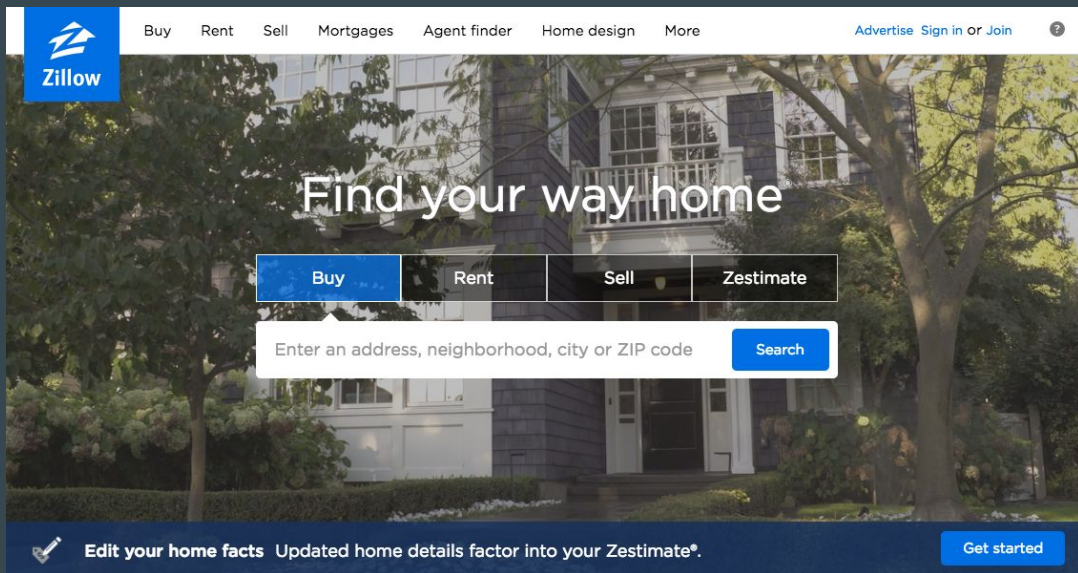 Zillow
Buy Rent Sell Mortgages Agent finder Home design More Advertise Sign in or Join ?
Find your way home
Buy Rent Sell Zestimate
Enter an address, neighborhood, city or ZIP code Search
Edit your home facts Updated home details factor into your Zestimate®. Get started